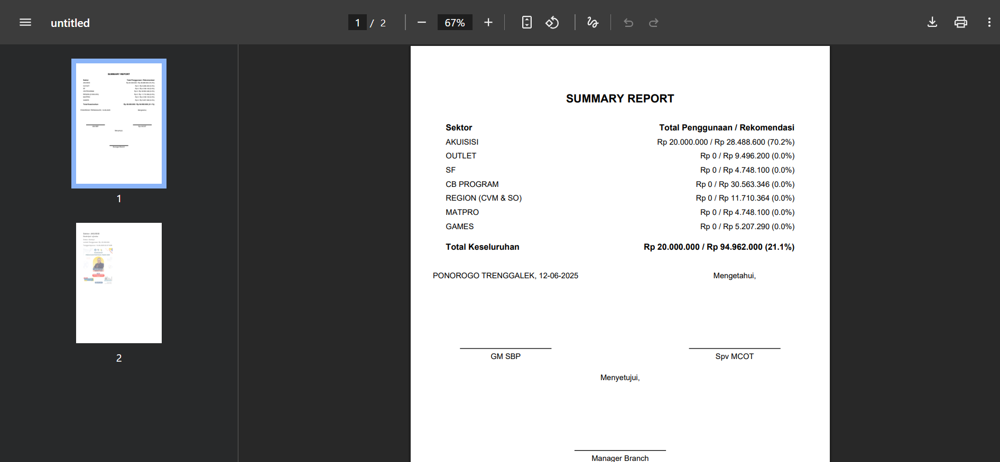 untitled
1 / 2
67%
SUMMARY REPORT
Sektor Total Penggunaan / Rekomendasi
AKUISISI Rp 20.000.000 / Rp 28.488.600 (70.2%)
OUTLET Rp 0 / Rp 9.496.200 (0.0%)
SF Rp 0 / Rp 4.748.100 (0.0%)
CB PROGRAM Rp 0 / Rp 30.563.346 (0.0%)
REGION (CVM & SO) Rp 0 / Rp 11.710.364 (0.0%)
MATPRO Rp 0 / Rp 4.748.100 (0.0%)
GAMES Rp 0 / Rp 5.207.290 (0.0%)
Total Keseluruhan Rp 20.000.000 / Rp 94.962.000 (21.1%)
PONOROGO TRENGGALEK, 12-06-2025 Mengetahui,
GM SBP Spv MCOT
Menyetujui,
Manager Branch
1
2